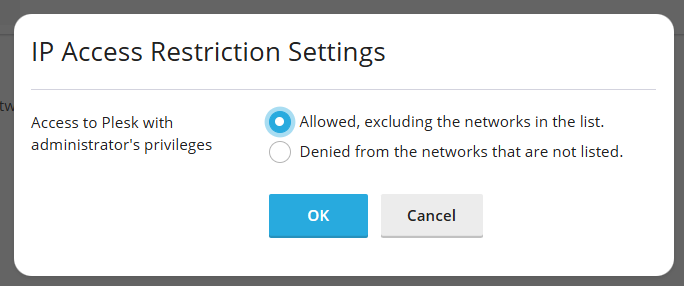 IP Access Restriction Settings
Access to Plesk with
administrator's privileges
Allowed, excluding the networks in the list.
Denied from the networks that are not listed.
OK
Cancel